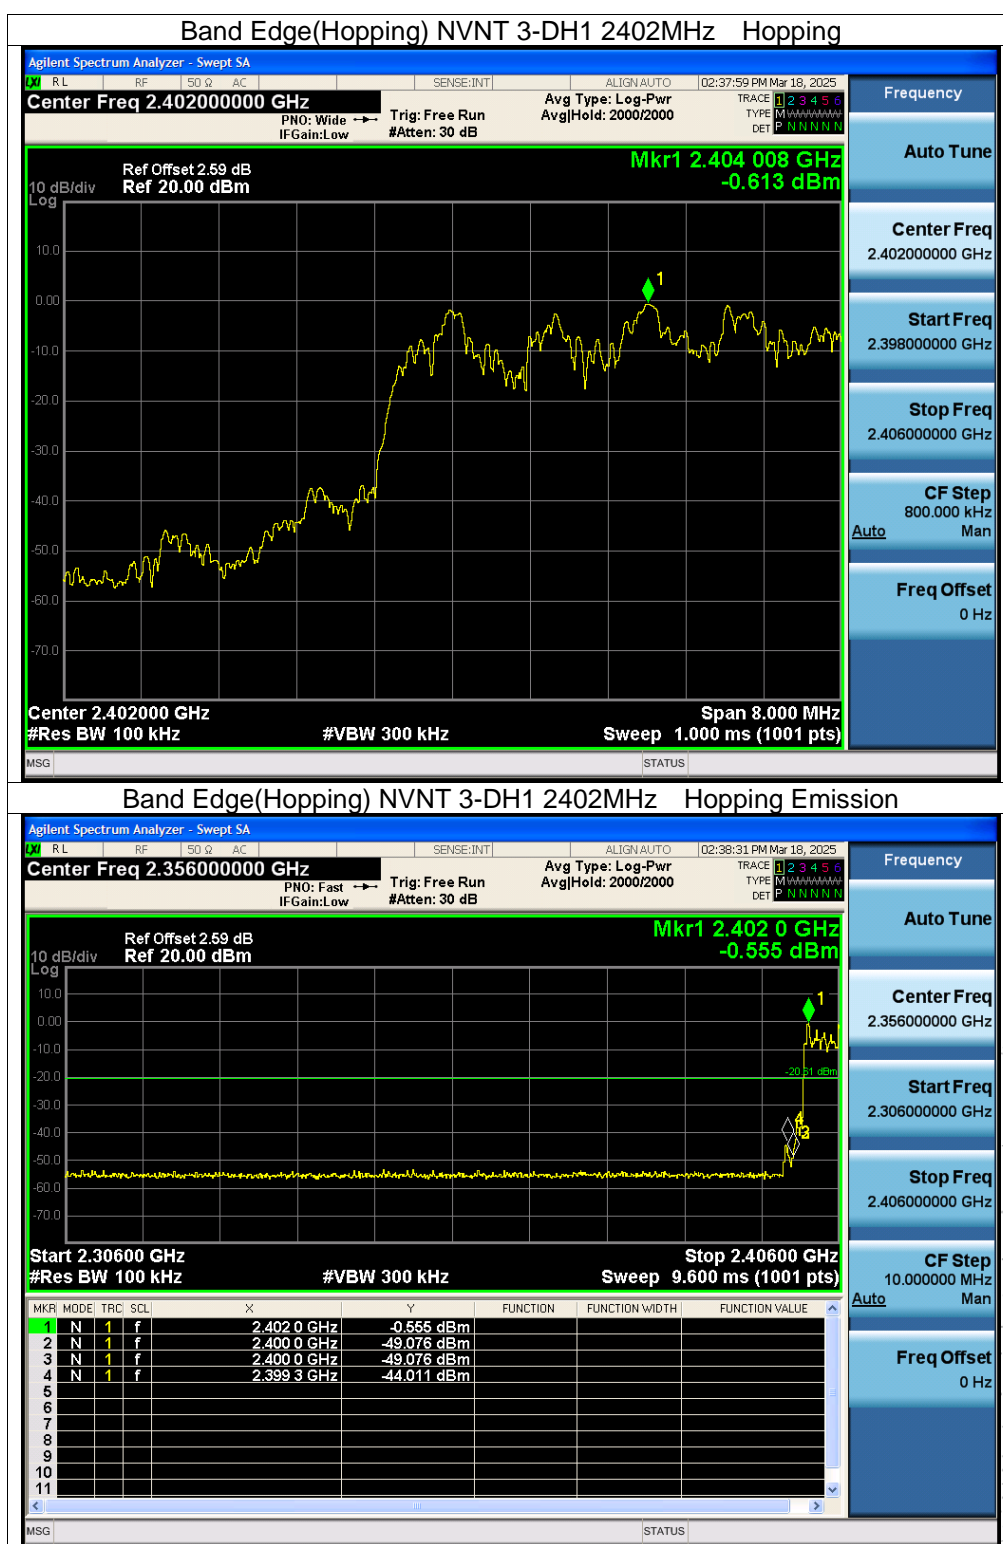 Band Edge(Hopping) NVNT 3-DH1 2402MHz Hopping
Agilent Spectrum Analyzer - Swept SA
LXI RL RF 50 Ω AC SENSE:INT ALIGN AUTO 02:37:59 PM Mar 18, 2025
Center Freq 2.402000000 GHz
PNO: Wide
IFGain:Low
Trig: Free Run
#Atten: 30 dB
Avg Type: Log-Pwr
Avg|Hold: 2000/2000
TRACE 1 2 3 4 5 6
TYPE M WWWWW
DET P N N N N N
Frequency
Auto Tune
Center Freq
2.402000000 GHz
Start Freq
2.398000000 GHz
Stop Freq
2.406000000 GHz
CF Step
800.000 kHz
Auto Man
Freq Offset
0 Hz
Mkr1 2.404 008 GHz
-0.613 dBm
Ref Offset 2.59 dB
10 dB/div Ref 20.00 dBm
Log
10.0
0.00
-10.0
-20.0
-30.0
-40.0
-50.0
-60.0
-70.0
1
Center 2.402000 GHz Span 8.000 MHz
#Res BW 100 kHz #VBW 300 kHz Sweep 1.000 ms (1001 pts)
MSG STATUS
Band Edge(Hopping) NVNT 3-DH1 2402MHz Hopping Emission
Agilent Spectrum Analyzer - Swept SA
LXI RL RF 50 Ω AC SENSE:INT ALIGN AUTO 02:38:31 PM Mar 18, 2025
Center Freq 2.356000000 GHz
PNO: Fast
IFGain:Low
Trig: Free Run
#Atten: 30 dB
Avg Type: Log-Pwr
Avg|Hold: 2000/2000
TRACE 1 2 3 4 5 6
TYPE M WWWWW
DET P N N N N N
Frequency
Auto Tune
Center Freq
2.356000000 GHz
Start Freq
2.306000000 GHz
Stop Freq
2.406000000 GHz
CF Step
10.000000 MHz
Auto Man
Freq Offset
0 Hz
Mkr1 2.402 0 GHz
-0.555 dBm
Ref Offset 2.59 dB
10 dB/div Ref 20.00 dBm
Log
10.0
0.00
-10.0
-20.0
-30.0
-40.0
-50.0
-60.0
-70.0
1
-20.61 dBm
4
Start 2.30600 GHz Stop 2.40600 GHz
#Res BW 100 kHz #VBW 300 kHz Sweep 9.600 ms (1001 pts)
MKR MODE TRC SCL X Y FUNCTION FUNCTION WIDTH FUNCTION VALUE
1 N 1 f 2.402 0 GHz -0.555 dBm
2 N 1 f 2.400 0 GHz -49.076 dBm
3 N 1 f 2.400 0 GHz -49.076 dBm
4 N 1 f 2.399 3 GHz -44.011 dBm
5
6
7
8
9
10
11
MSG STATUS